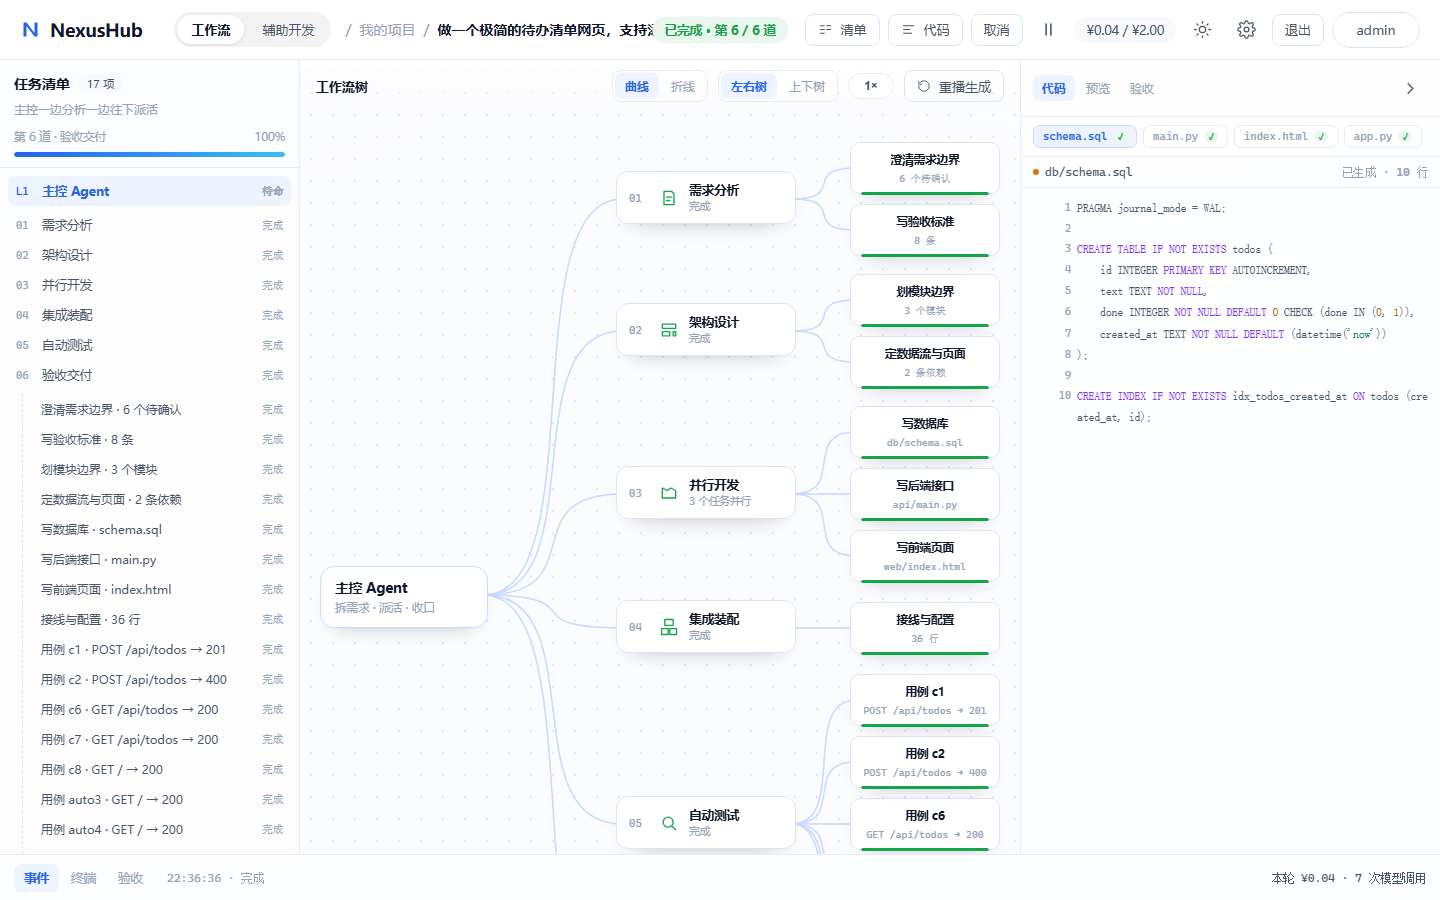 NexusHub
工作流
辅助开发
/ 我的项目 / 做一个极简的待办清单网页，支持
已完成 • 第 6 / 6 道
清单
代码
取消
¥0.04 / ¥2.00
退出
admin
任务清单 17 项
主控一边分析一边往下派活
第 6 道 · 验收交付 100%
L1 主控 Agent 待命
01 需求分析 完成
02 架构设计 完成
03 并行开发 完成
04 集成装配 完成
05 自动测试 完成
06 验收交付 完成
澄清需求边界 · 6 个待确认 完成
写验收标准 · 8 条 完成
划模块边界 · 3 个模块 完成
定数据流与页面 · 2 条依赖 完成
写数据库 · schema.sql 完成
写后端接口 · main.py 完成
写前端页面 · index.html 完成
接线与配置 · 36 行 完成
用例 c1 · POST /api/todos → 201 完成
用例 c2 · POST /api/todos → 400 完成
用例 c6 · GET /api/todos → 200 完成
用例 c7 · GET /api/todos → 200 完成
用例 c8 · GET / → 200 完成
用例 auto3 · GET / → 200 完成
用例 auto4 · GET / → 200 完成
工作流树
曲线
折线
左右树
上下树
1×
重播生成
主控 Agent
拆需求 · 派活 · 收口
01 需求分析
完成
02 架构设计
完成
03 并行开发
3 个任务并行
04 集成装配
完成
05 自动测试
完成
澄清需求边界
6 个待确认
写验收标准
8 条
划模块边界
3 个模块
定数据流与页面
2 条依赖
写数据库
db/schema.sql
写后端接口
api/main.py
写前端页面
web/index.html
接线与配置
36 行
用例 c1
POST /api/todos → 201
用例 c2
POST /api/todos → 400
用例 c6
GET /api/todos → 200
代码
预览
验收
schema.sql ✓
main.py ✓
index.html ✓
app.py ✓
db/schema.sql 已生成 · 10 行
1 PRAGMA journal_mode = WAL;
2
3 CREATE TABLE IF NOT EXISTS todos (
4 id INTEGER PRIMARY KEY AUTOINCREMENT,
5 text TEXT NOT NULL,
6 done INTEGER NOT NULL DEFAULT 0 CHECK (done IN (0, 1)),
7 created_at TEXT NOT NULL DEFAULT (datetime('now'))
8 );
9
10 CREATE INDEX IF NOT EXISTS idx_todos_created_at ON todos (cre
ated_at, id);
事件
终端
验收
22:36:36 · 完成
本轮 ¥0.04 · 7 次模型调用